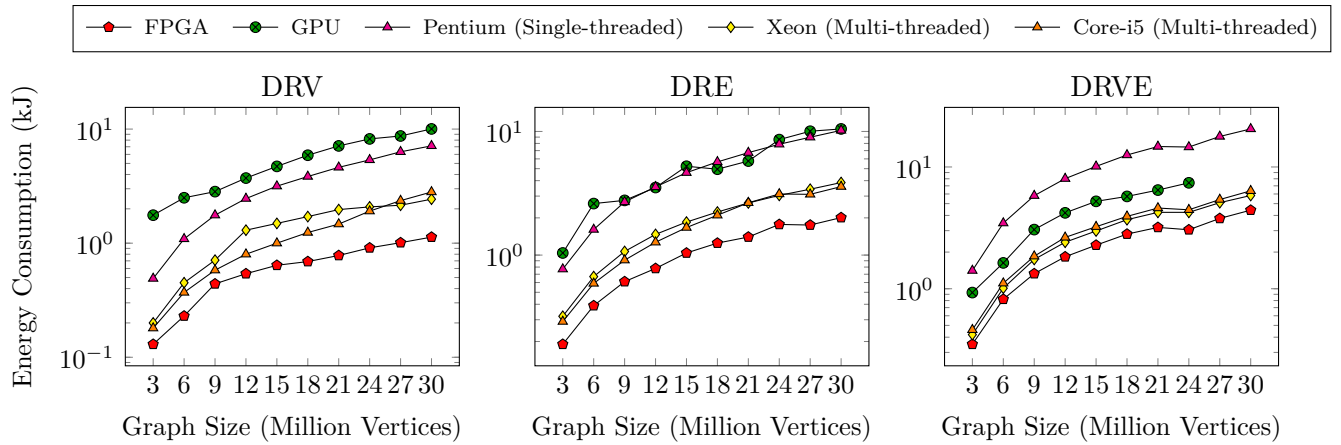 FPGA GPU Pentium (Single-threaded) Xeon (Multi-threaded) Core-i5 (Multi-threaded)
Energy Consumption (kJ)
DRV
10^1
10^0
10^−1
3 6 9 12 15 18 21 24 27 30
Graph Size (Million Vertices)
DRE
10^1
10^0
3 6 9 12 15 18 21 24 27 30
Graph Size (Million Vertices)
DRVE
10^1
10^0
3 6 9 12 15 18 21 24 27 30
Graph Size (Million Vertices)